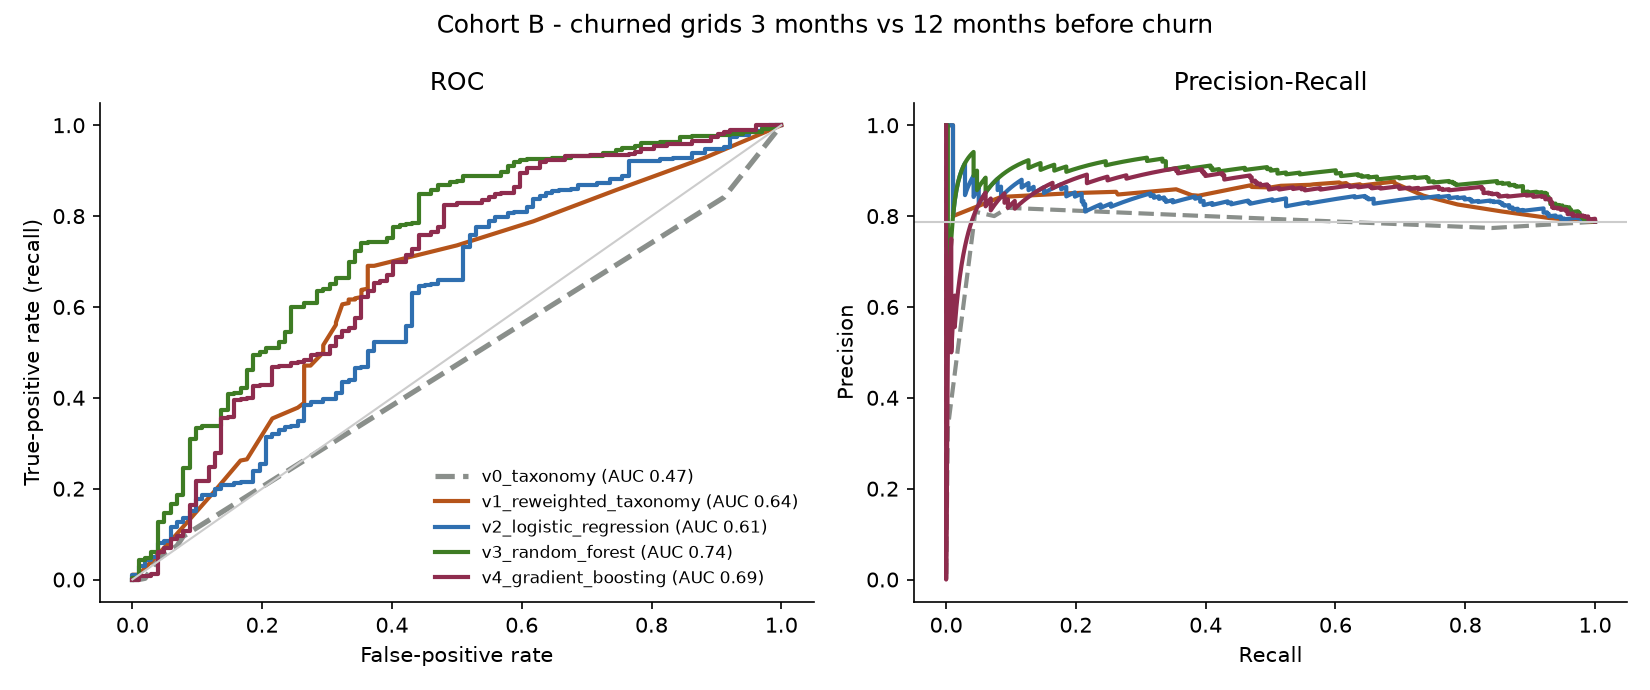 Cohort B - churned grids 3 months vs 12 months before churn
ROC
True-positive rate (recall)
1.0
0.8
0.6
0.4
0.2
0.0
0.0 0.2 0.4 0.6 0.8 1.0
False-positive rate
v0_taxonomy (AUC 0.47)
v1_reweighted_taxonomy (AUC 0.64)
v2_logistic_regression (AUC 0.61)
v3_random_forest (AUC 0.74)
v4_gradient_boosting (AUC 0.69)
Precision-Recall
Precision
1.0
0.8
0.6
0.4
0.2
0.0
0.0 0.2 0.4 0.6 0.8 1.0
Recall